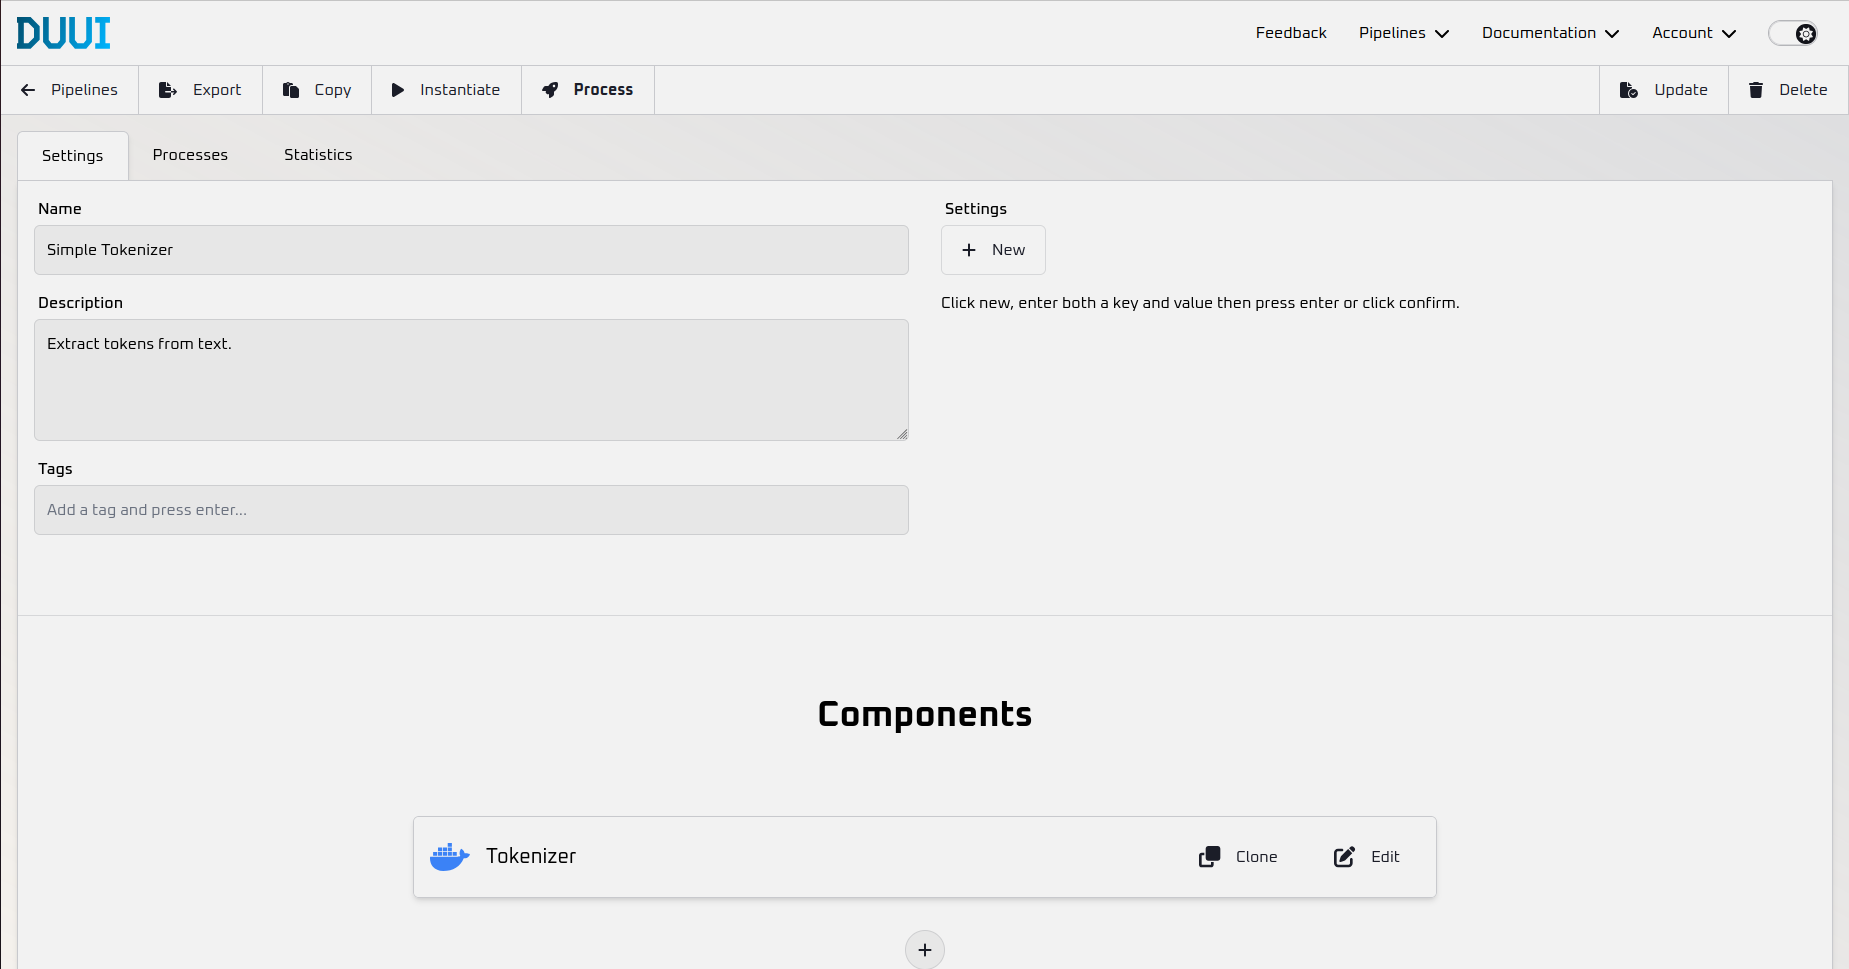 DUUI
Feedback Pipelines Documentation Account
Pipelines Export Copy Instantiate Process Update Delete
Settings Processes Statistics
Name
Simple Tokenizer
Description
Extract tokens from text.
Tags
Add a tag and press enter...
Settings
New
Click new, enter both a key and value then press enter or click confirm.
Components
Tokenizer Clone Edit